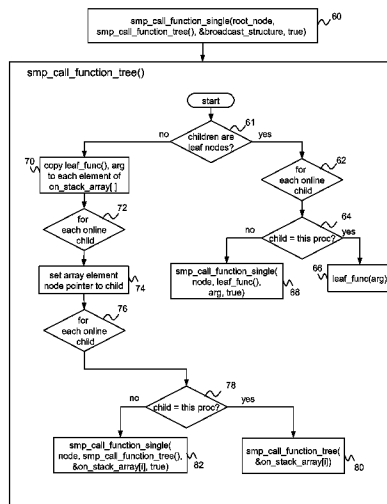 smp_call_function_single(root_node,
smp_call_function_tree(), &broadcast_structure, true)
60
smp_call_function_tree()
start
61
children are
leaf nodes?
no
yes
70
copy leaf_func(), arg
to each element of
on_stack_array[ ]
62
for
each online
child
72
for
each online
child
64
child = this proc?
no
yes
set array element
node pointer to child
74
smp_call_function_single(
node, leaf_func(),
arg, true)
68
66
leaf_func(arg)
76
for
each online
child
78
child = this proc?
no
yes
smp_call_function_single(
node, smp_call_function_tree(),
&on_stack_array[i], true)
82
smp_call_function_tree(
&on_stack_array[i])
80